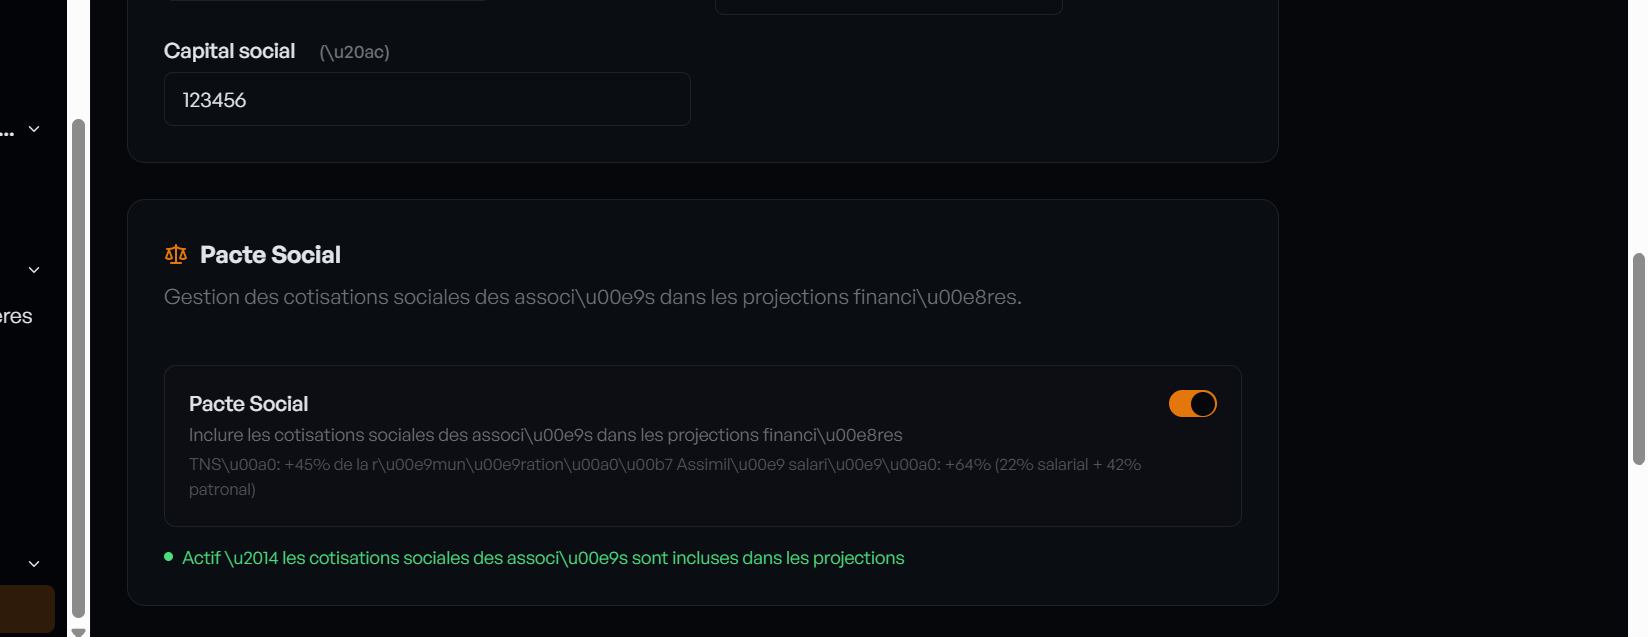 Capital social (\u20ac)
123456
...
Pacte Social
Gestion des cotisations sociales des associ\u00e9s dans les projections financi\u00e8res.
eres
Pacte Social
Inclure les cotisations sociales des associ\u00e9s dans les projections financi\u00e8res
TNS\u00a0: +45% de la r\u00e9mun\u00e9ration\u00a0\u00b7 Assimil\u00e9 salari\u00e9\u00a0: +64% (22% salarial + 42%
patronal)
Actif \u2014 les cotisations sociales des associ\u00e9s sont incluses dans les projections